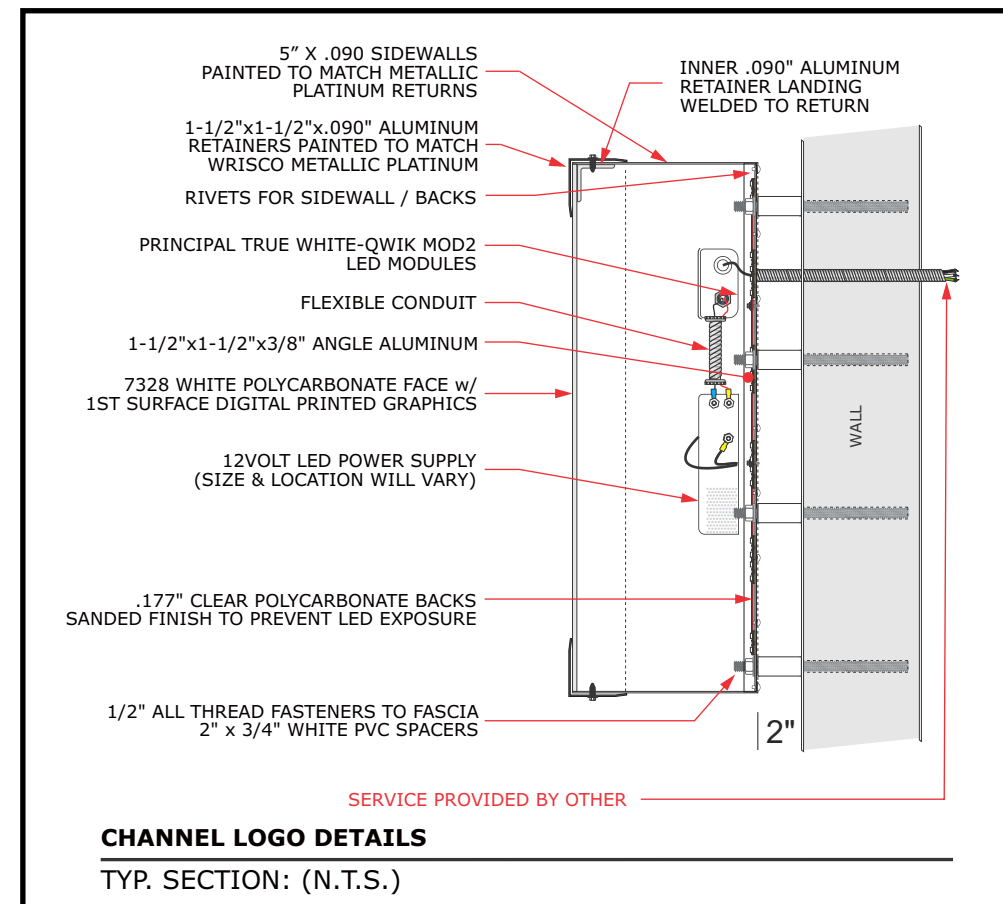 5” X .090 SIDEWALLS
PAINTED TO MATCH METALLIC
PLATINUM RETURNS
INNER .090" ALUMINUM
RETAINER LANDING
WELDED TO RETURN
1-1/2"x1-1/2"x.090" ALUMINUM
RETAINERS PAINTED TO MATCH
WRISCO METALLIC PLATINUM
RIVETS FOR SIDEWALL / BACKS
PRINCIPAL TRUE WHITE-QWIK MOD2
LED MODULES
FLEXIBLE CONDUIT
1-1/2"x1-1/2"x3/8" ANGLE ALUMINUM
7328 WHITE POLYCARBONATE FACE w/
1ST SURFACE DIGITAL PRINTED GRAPHICS
WALL
12VOLT LED POWER SUPPLY
(SIZE & LOCATION WILL VARY)
.177" CLEAR POLYCARBONATE BACKS
SANDED FINISH TO PREVENT LED EXPOSURE
1/2" ALL THREAD FASTENERS TO FASCIA
2" x 3/4" WHITE PVC SPACERS
2"
SERVICE PROVIDED BY OTHER
CHANNEL LOGO DETAILS
TYP. SECTION: (N.T.S.)